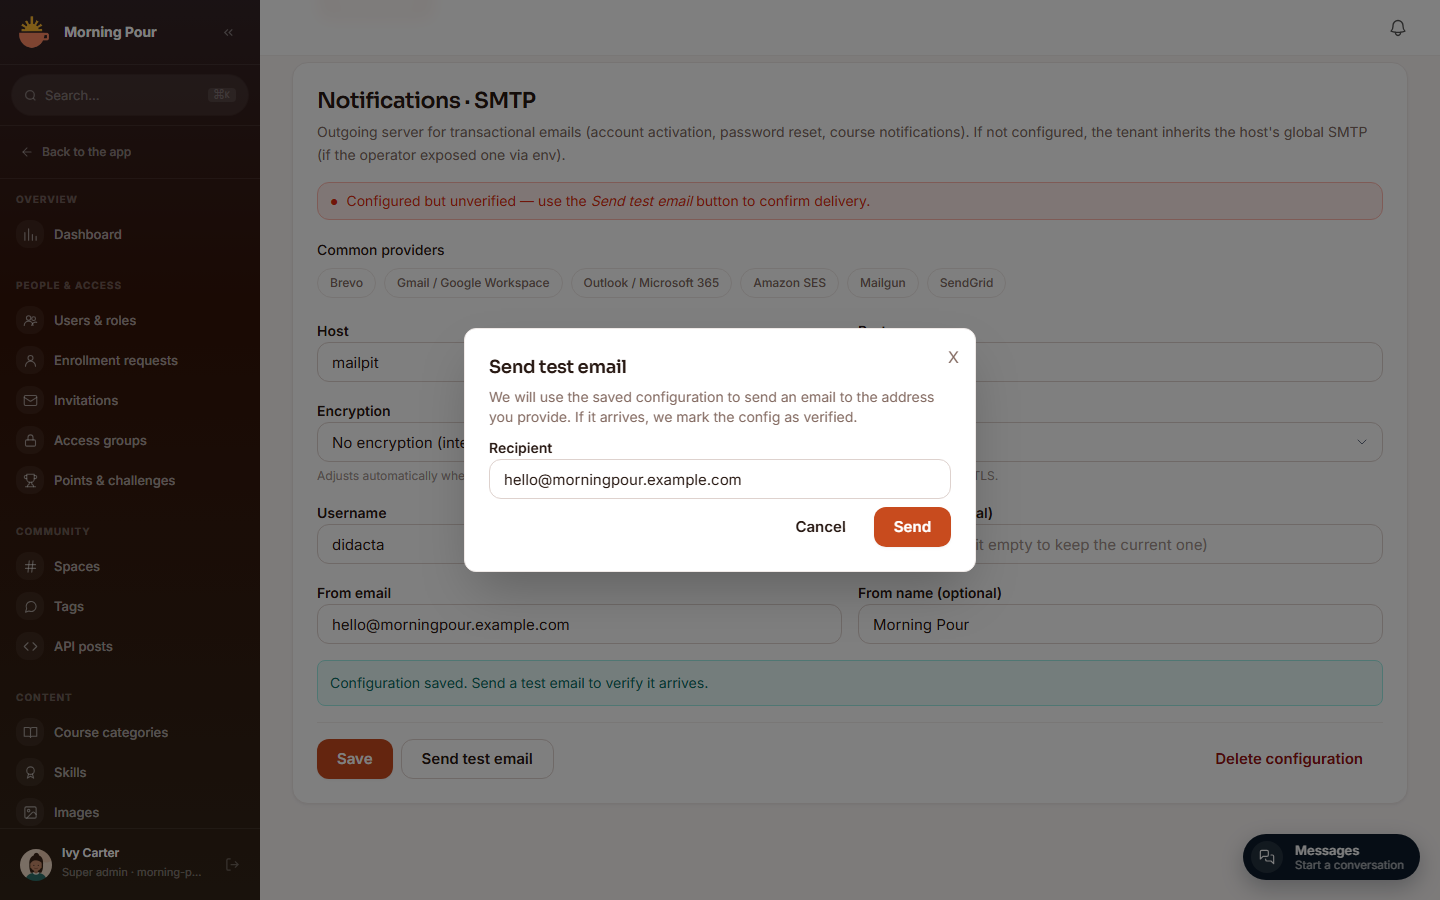 Morning Pour
«
Search...
⌘K
Back to the app
OVERVIEW
Dashboard
PEOPLE & ACCESS
Users & roles
Enrollment requests
Invitations
Access groups
Points & challenges
COMMUNITY
Spaces
Tags
API posts
CONTENT
Course categories
Skills
Images
Ivy Carter
Super admin · morning-p...
Notifications · SMTP
Outgoing server for transactional emails (account activation, password reset, course notifications). If not configured, the tenant inherits the host's global SMTP
(if the operator exposed one via env).
● Configured but unverified — use the Send test email button to confirm delivery.
Common providers
Brevo
Gmail / Google Workspace
Outlook / Microsoft 365
Amazon SES
Mailgun
SendGrid
Host
mailpit
Encryption
No encryption (inte
Adjusts automatically whe
TLS.
Username
didacta
al)
it empty to keep the current one)
From email
hello@morningpour.example.com
From name (optional)
Morning Pour
Configuration saved. Send a test email to verify it arrives.
Save
Send test email
Delete configuration
Send test email
X
We will use the saved configuration to send an email to the address
you provide. If it arrives, we mark the config as verified.
Recipient
hello@morningpour.example.com
Cancel
Send
Messages
Start a conversation